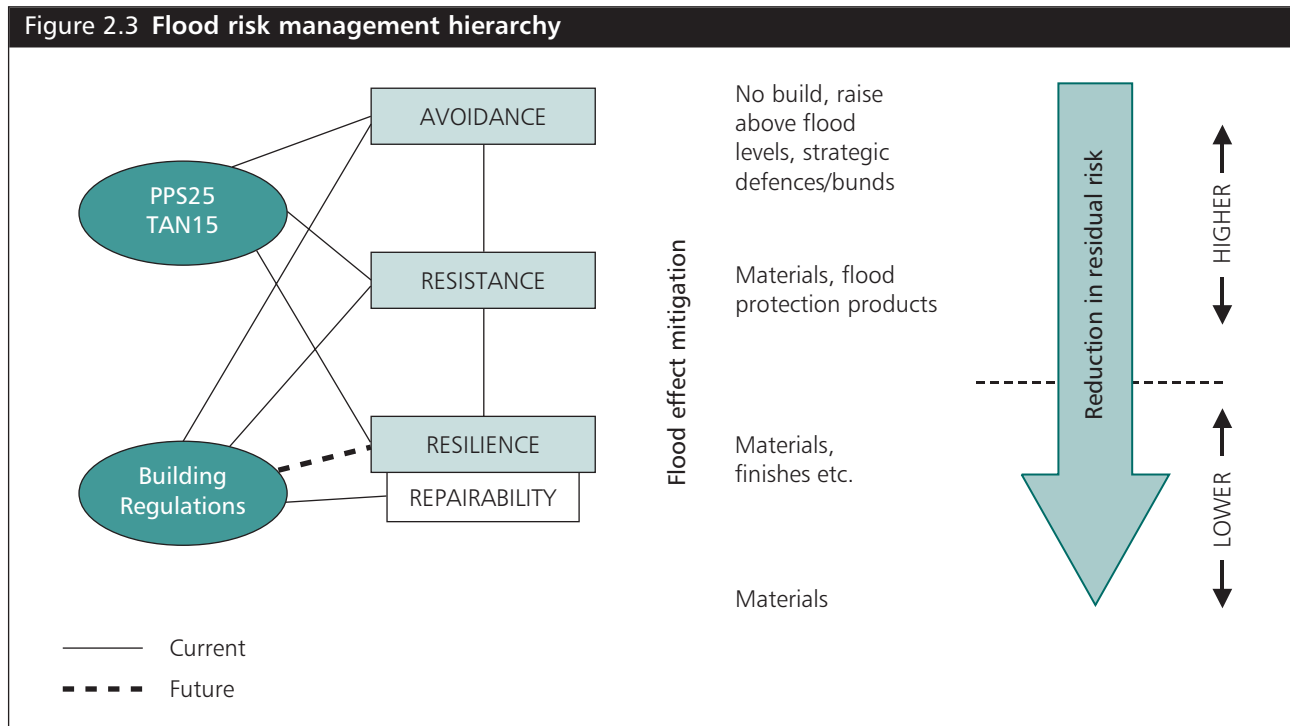 Figure 2.3 Flood risk management hierarchy
AVOIDANCE
PPS25
TAN15
RESISTANCE
RESILIENCE
REPAIRABILITY
Building
Regulations
Current
Future
Flood effect mitigation
No build, raise
above flood
levels, strategic
defences/bunds
Materials, flood
protection products
Materials,
finishes etc.
Materials
Reduction in residual risk
HIGHER
LOWER